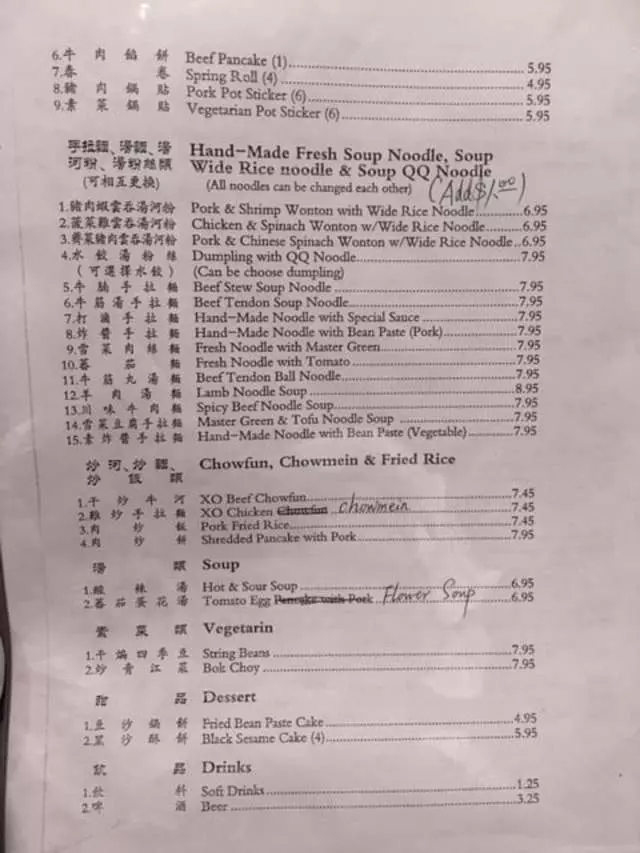 6.牛肉餡餅 Beef Pancake (1) 5.95
7.春卷 Spring Roll (4) 4.95
8.豬肉鍋貼 Pork Pot Sticker (6) 5.95
9.素菜鍋貼 Vegetarian Pot Sticker (6) 5.95
手拉麵、湯麵、湯 Hand-Made Fresh Soup Noodle, Soup
河粉、湯粉絲類 Wide Rice noodle & Soup QQ Noodle
(可相互更換) (All noodles can be changed each other) (Add $1.00)
1.豬肉蝦雲吞湯河粉 Pork & Shrimp Wonton with Wide Rice Noodle 6.95
2.菠菜雞雲吞湯河粉 Chicken & Spinach Wonton w/Wide Rice Noodle 6.95
3.薺菜豬肉雲吞湯河粉 Pork & Chinese Spinach Wonton w/Wide Rice Noodle 6.95
4.水餃湯粉絲 Dumpling with QQ Noodle 7.95
(可選擇水餃) (Can be choose dumpling)
5.牛腩手拉麵 Beef Stew Soup Noodle 7.95
6.牛筋湯手拉麵 Beef Tendon Soup Noodle 7.95
7.打滷手拉麵 Hand-Made Noodle with Special Sauce 7.95
8.炸醬手拉麵 Hand-Made Noodle with Bean Paste (Pork) 7.95
9.雪菜肉絲麵 Fresh Noodle with Master Green 7.95
10.蕃茄麵 Fresh Noodle with Tomato 7.95
11.牛筋丸湯麵 Beef Tendon Ball Noodle 7.95
12.羊肉湯麵 Lamb Noodle Soup 8.95
13.川味牛肉麵 Spicy Beef Noodle Soup 7.95
14.雪菜豆腐手拉麵 Master Green & Tofu Noodle Soup 7.95
15.素炸醬手拉麵 Hand-Made Noodle with Bean Paste (Vegetable) 7.95
炒河、炒麵、 Chowfun, Chowmein & Fried Rice
炒飯類
1.干炒牛河 XO Beef Chowfun 7.45
2.雞炒手拉麵 XO Chicken Chowfun Chowmein 7.45
3.肉炒飯 Pork Fried Rice 7.45
4.肉炒餅 Shredded Pancake with Pork 7.95
湯類 Soup
1.酸辣湯 Hot & Sour Soup 6.95
2.蕃茄蛋花湯 Tomato Egg Pancake with Pork Flower Soup 6.95
素菜類 Vegetarin
1.干煸四季豆 String Beans 7.95
2.炒青江菜 Bok Choy 7.95
甜品 Dessert
1.豆沙鍋餅 Fried Bean Paste Cake 4.95
2.黑沙酥餅 Black Sesame Cake (4) 5.95
飲品 Drinks
1.飲料 Soft Drinks 1.25
2.啤酒 Beer 3.25